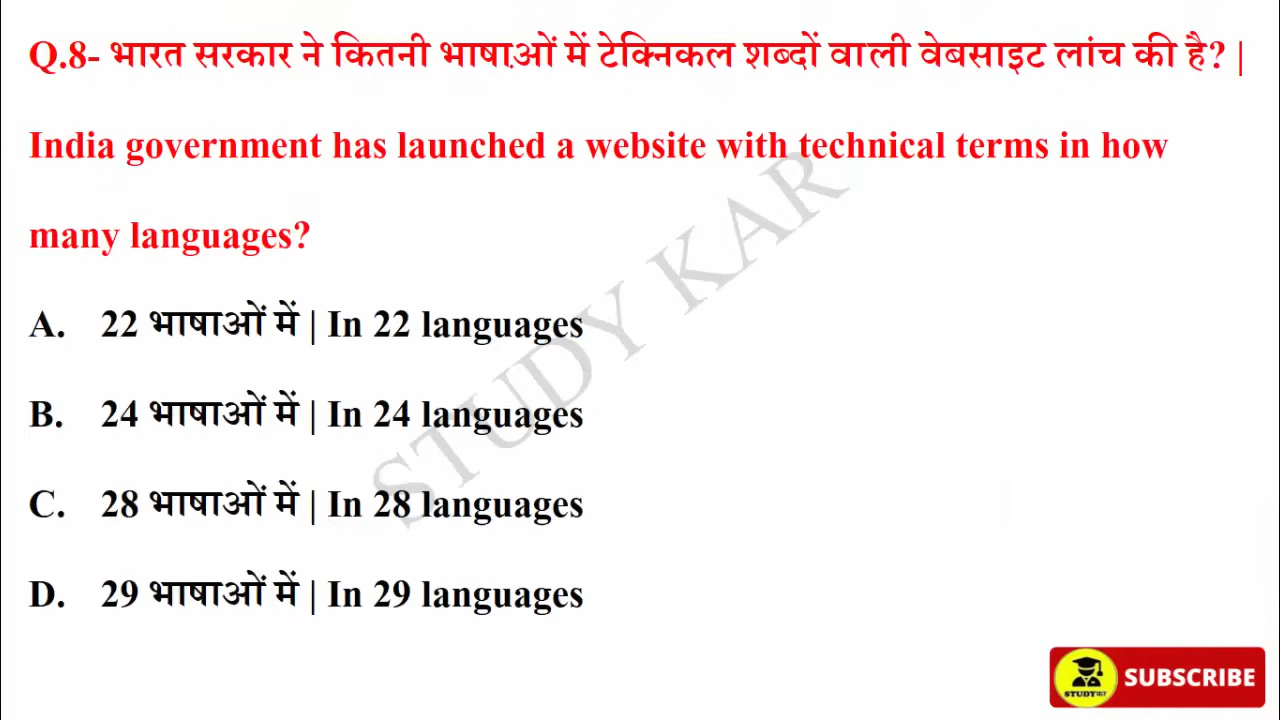 Q.8- भारत सरकार ने कितनी भाषाओं में टेक्निकल शब्दों वाली वेबसाइट लांच की है? |
India government has launched a website with technical terms in how
many languages?
A. 22 भाषाओं में | In 22 languages
B. 24 भाषाओं में | In 24 languages
C. 28 भाषाओं में | In 28 languages
D. 29 भाषाओं में | In 29 languages
STUDY KAR
SUBSCRIBE
STUDYकर